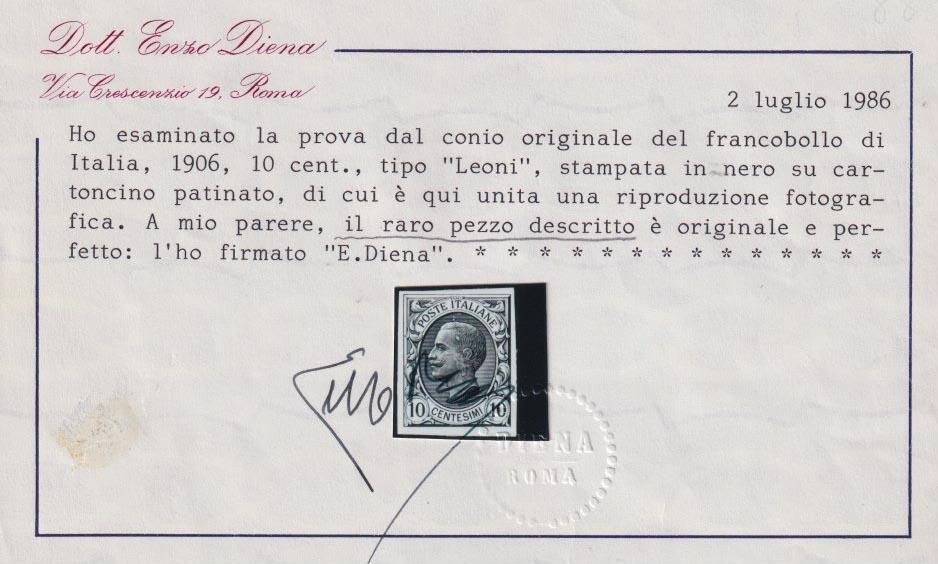 Dott. Enzo Diena
Via Crescenzio 19, Roma
2 luglio 1986
Ho esaminato la prova dal conio originale del francobollo di
Italia, 1906, 10 cent., tipo "Leoni", stampata in nero su car-
toncino patinato, di cui è qui unita una riproduzione fotogra-
fica. A mio parere, il raro pezzo descritto è originale e per-
fetto: l'ho firmato "E.Diena". * * * * * * * * * * * * *
POSTE ITALIANE
10 CENTESIMI 10
DIENA
ROMA